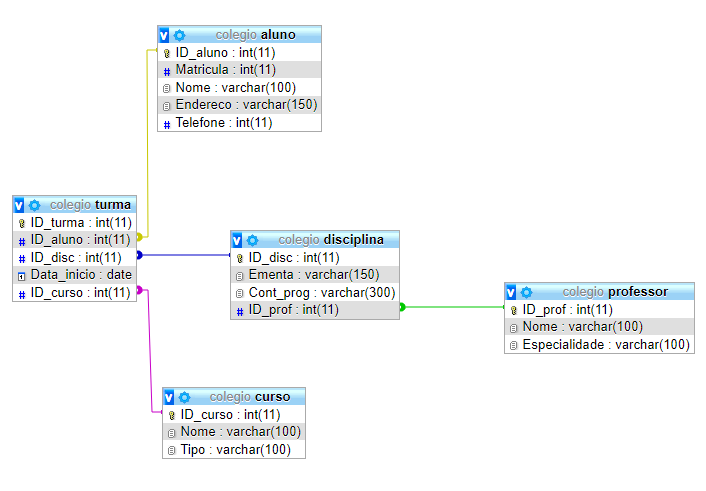 colegio aluno
ID_aluno : int(11)
Matricula : int(11)
Nome : varchar(100)
Endereco : varchar(150)
Telefone : int(11)
colegio turma
ID_turma : int(11)
ID_aluno : int(11)
ID_disc : int(11)
Data_inicio : date
ID_curso : int(11)
colegio disciplina
ID_disc : int(11)
Ementa : varchar(150)
Cont_prog : varchar(300)
ID_prof : int(11)
colegio professor
ID_prof : int(11)
Nome : varchar(100)
Especialidade : varchar(100)
colegio curso
ID_curso : int(11)
Nome : varchar(100)
Tipo : varchar(100)